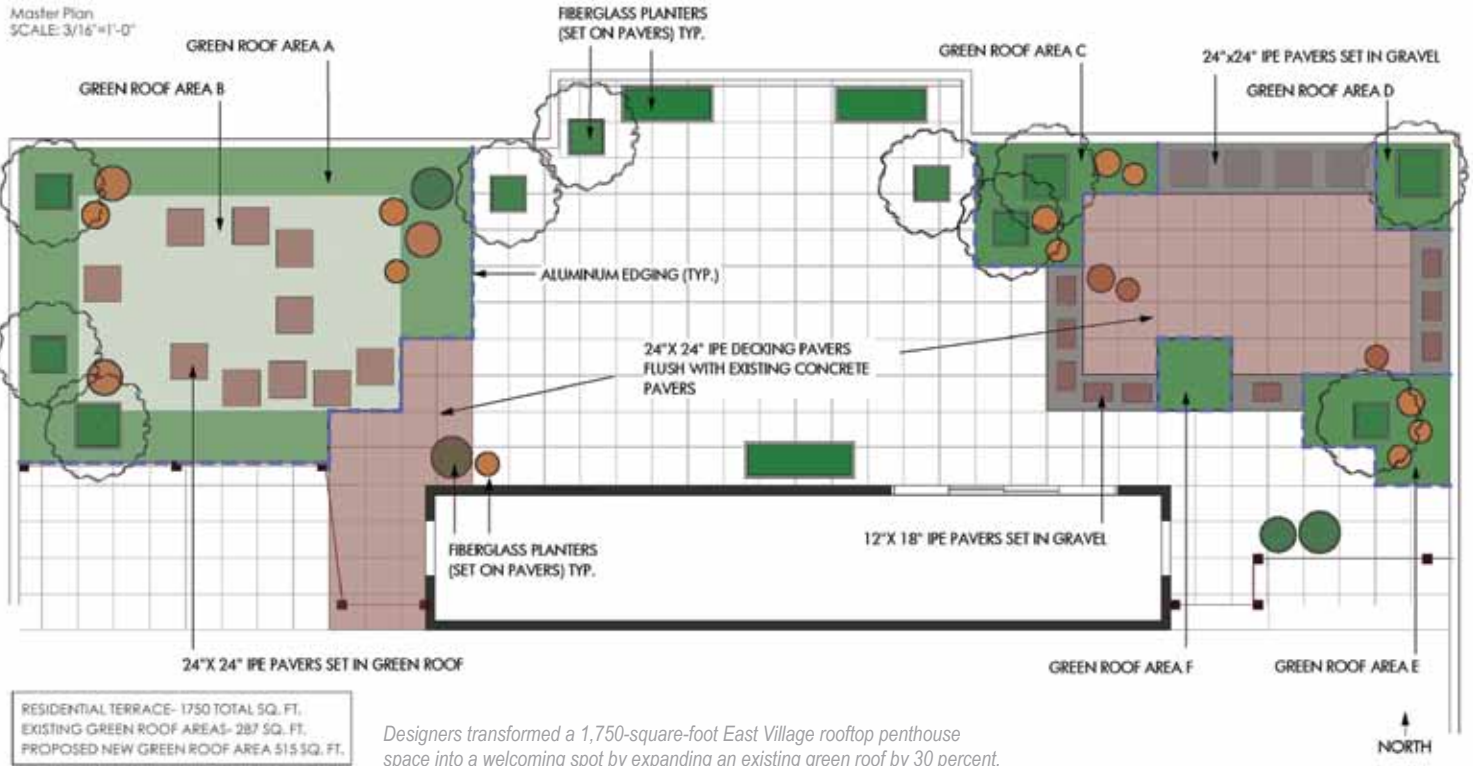 Master Plan
SCALE: 3/16"=1'-0"
GREEN ROOF AREA A
GREEN ROOF AREA B
FIBERGLASS PLANTERS
(SET ON PAVERS) TYP.
GREEN ROOF AREA C
24"x24" IPE PAVERS SET IN GRAVEL
GREEN ROOF AREA D
ALUMINUM EDGING (TYP.)
24"X 24" IPE DECKING PAVERS
FLUSH WITH EXISTING CONCRETE
PAVERS
FIBERGLASS PLANTERS
(SET ON PAVERS) TYP.
12"X 18" IPE PAVERS SET IN GRAVEL
24"X 24" IPE PAVERS SET IN GREEN ROOF
GREEN ROOF AREA F
GREEN ROOF AREA E
RESIDENTIAL TERRACE- 1750 TOTAL SQ. FT.
EXISTING GREEN ROOF AREAS- 287 SQ. FT.
PROPOSED NEW GREEN ROOF AREA 515 SQ. FT.
Designers transformed a 1,750-square-foot East Village rooftop penthouse
space into a welcoming spot by expanding an existing green roof by 30 percent.
NORTH